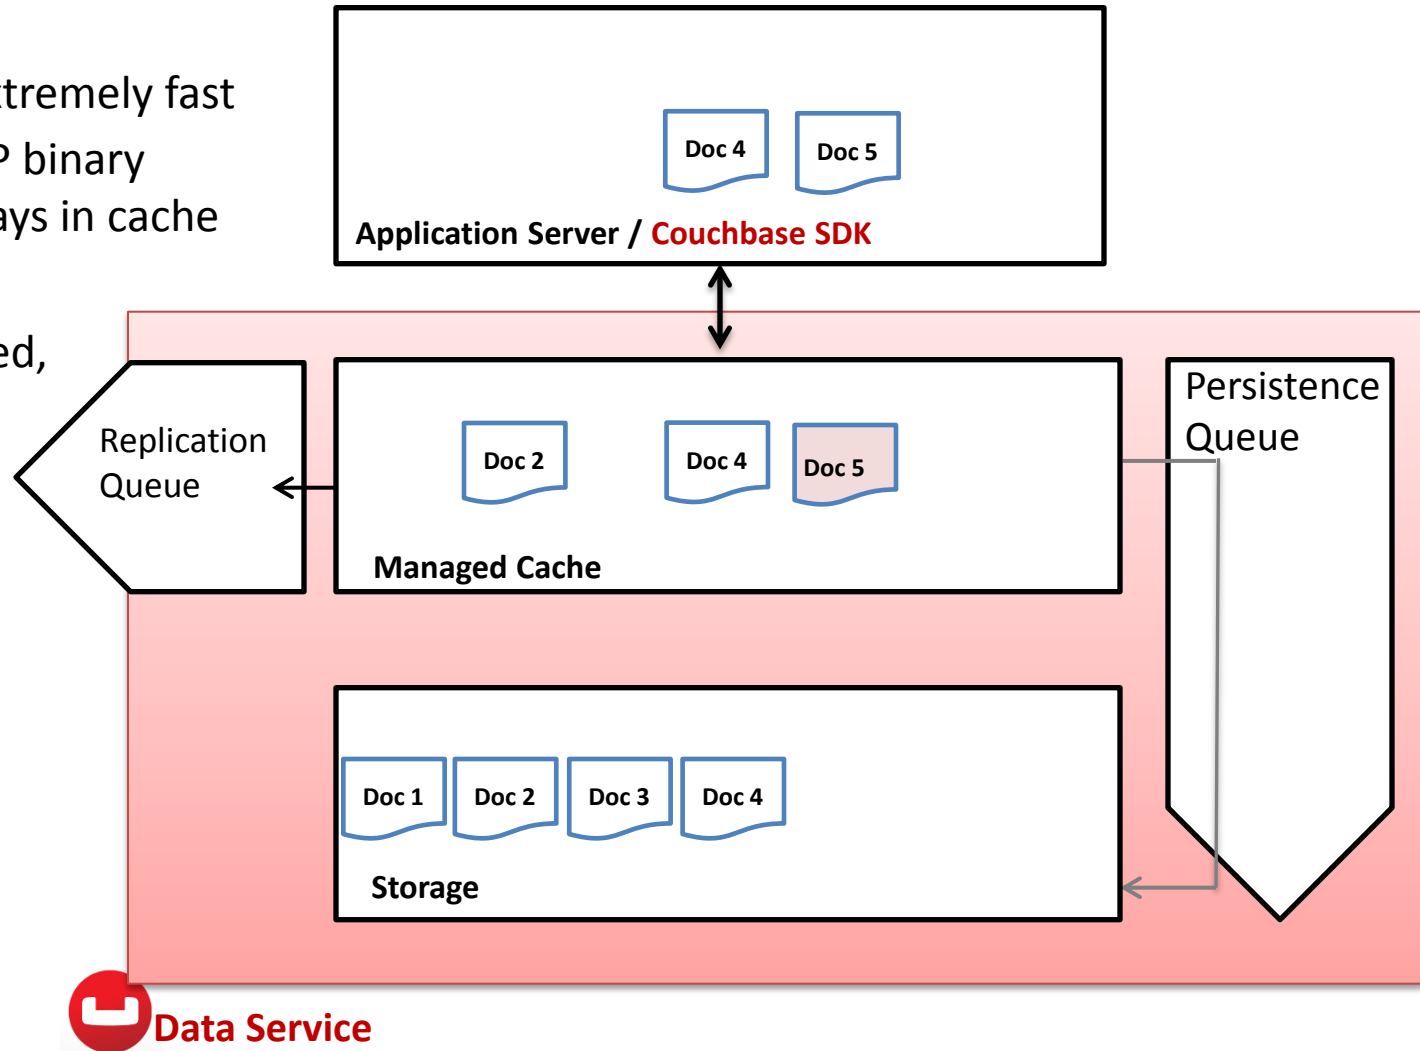 tremely fast
P binary
ays in cache
ed,
Doc 4 Doc 5
Application Server / Couchbase SDK
Replication
Queue
Doc 2 Doc 4 Doc 5
Managed Cache
Persistence
Queue
Doc 1 Doc 2 Doc 3 Doc 4
Storage
Data Service